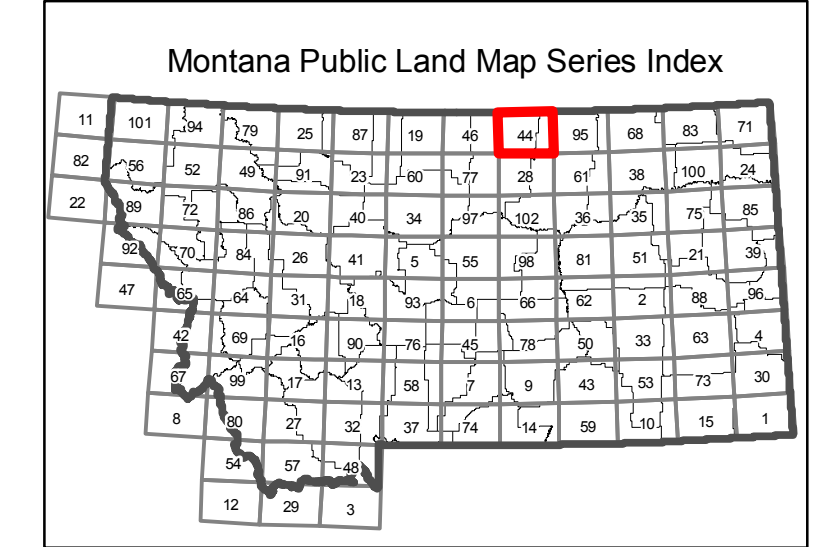 Montana Public Land Map Series Index
11 101 94 79 25 87 19 46 44 95 68 83 71
82 56 52 49 91 23 60 77 28 61 38 100 24
22 89 72 86 20 40 34 97 102 36 35 75 85
92 70 84 26 41 5 55 98 81 51 21 39
47 65 64 31 18 93 6 66 62 2 88 96
42 69 16 90 76 45 78 50 33 63 4
67 99 17 13 58 7 9 43 53 73 30
8 80 27 32 37 74 14 59 10 15 1
54 57 48
12 29 3